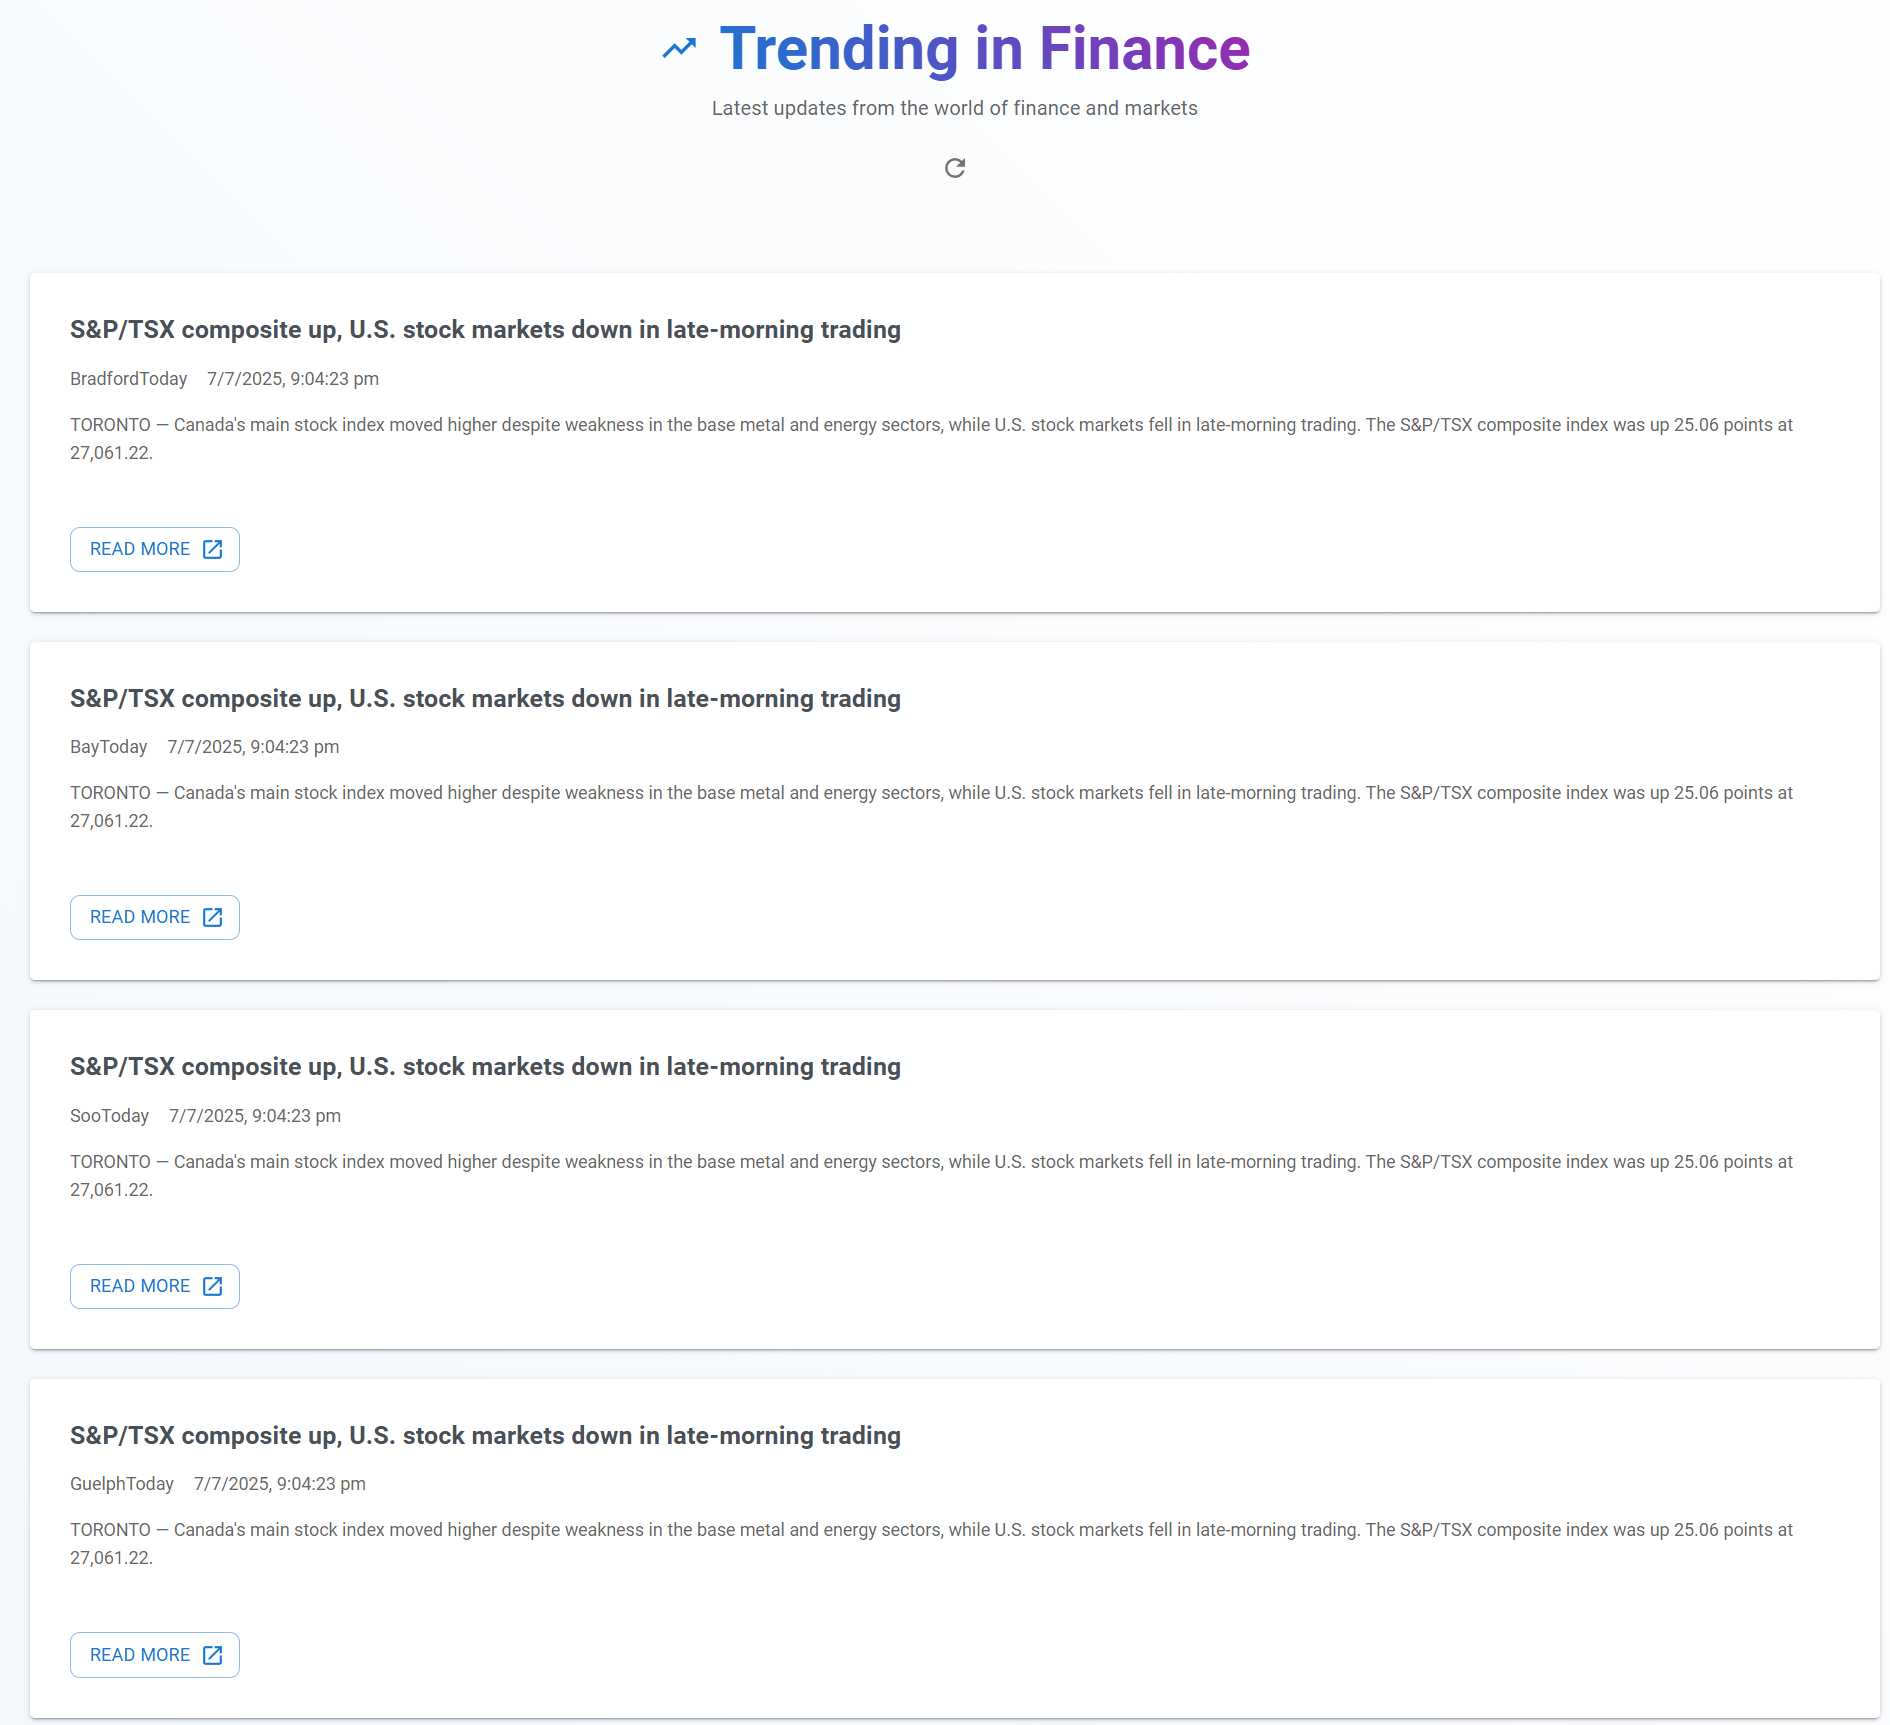 Trending in Finance
Latest updates from the world of finance and markets
S&P/TSX composite up, U.S. stock markets down in late-morning trading
BradfordToday 7/7/2025, 9:04:23 pm
TORONTO — Canada's main stock index moved higher despite weakness in the base metal and energy sectors, while U.S. stock markets fell in late-morning trading. The S&P/TSX composite index was up 25.06 points at
27,061.22.
READ MORE
S&P/TSX composite up, U.S. stock markets down in late-morning trading
BayToday 7/7/2025, 9:04:23 pm
TORONTO — Canada's main stock index moved higher despite weakness in the base metal and energy sectors, while U.S. stock markets fell in late-morning trading. The S&P/TSX composite index was up 25.06 points at
27,061.22.
READ MORE
S&P/TSX composite up, U.S. stock markets down in late-morning trading
SooToday 7/7/2025, 9:04:23 pm
TORONTO — Canada's main stock index moved higher despite weakness in the base metal and energy sectors, while U.S. stock markets fell in late-morning trading. The S&P/TSX composite index was up 25.06 points at
27,061.22.
READ MORE
S&P/TSX composite up, U.S. stock markets down in late-morning trading
GuelphToday 7/7/2025, 9:04:23 pm
TORONTO — Canada's main stock index moved higher despite weakness in the base metal and energy sectors, while U.S. stock markets fell in late-morning trading. The S&P/TSX composite index was up 25.06 points at
27,061.22.
READ MORE